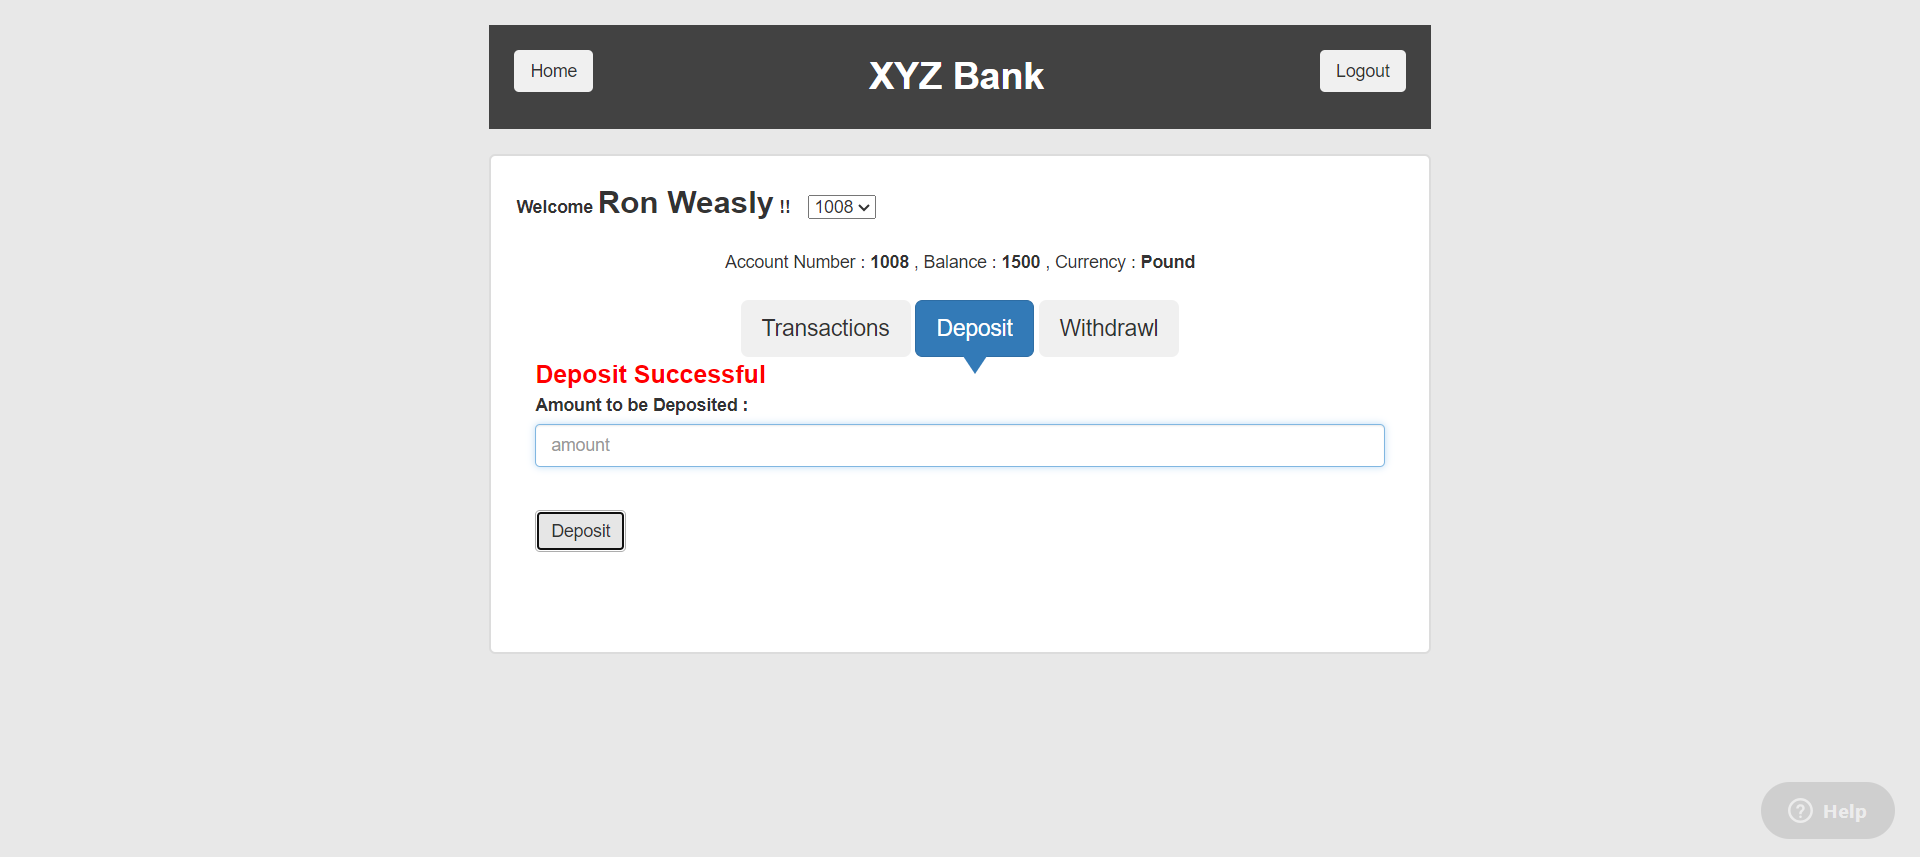 Home
XYZ Bank
Logout
Welcome Ron Weasly !! 1008
Account Number : 1008 , Balance : 1500 , Currency : Pound
Transactions
Deposit
Withdrawl
Deposit Successful
Amount to be Deposited :
amount
Deposit
? Help